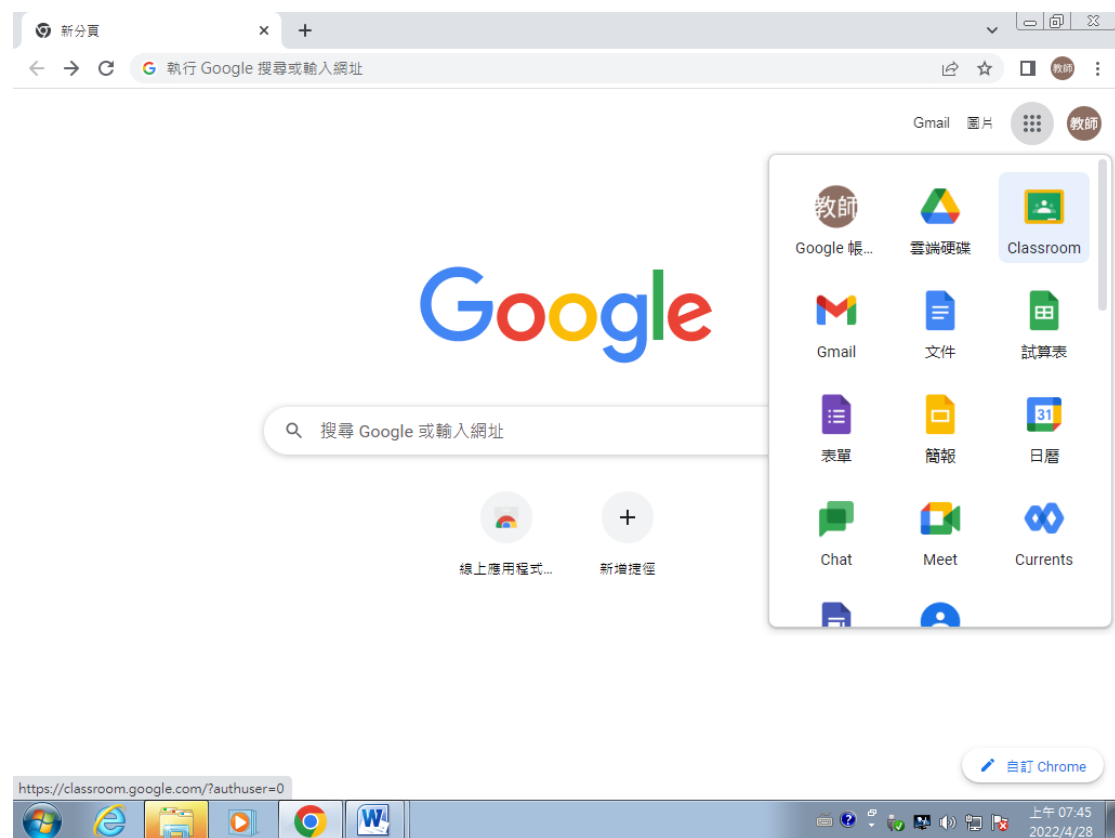 新分頁
執行 Google 搜尋或輸入網址
教師
Gmail 圖片
教師
教師
Google 帳...
雲端硬碟
Classroom
Gmail
文件
試算表
31
表單
簡報
日曆
Chat
Meet
Currents
Google
搜尋 Google 或輸入網址
線上應用程式...
新增捷徑
自訂 Chrome
https://classroom.google.com/?authuser=0
W
上午 07:45
2022/4/28